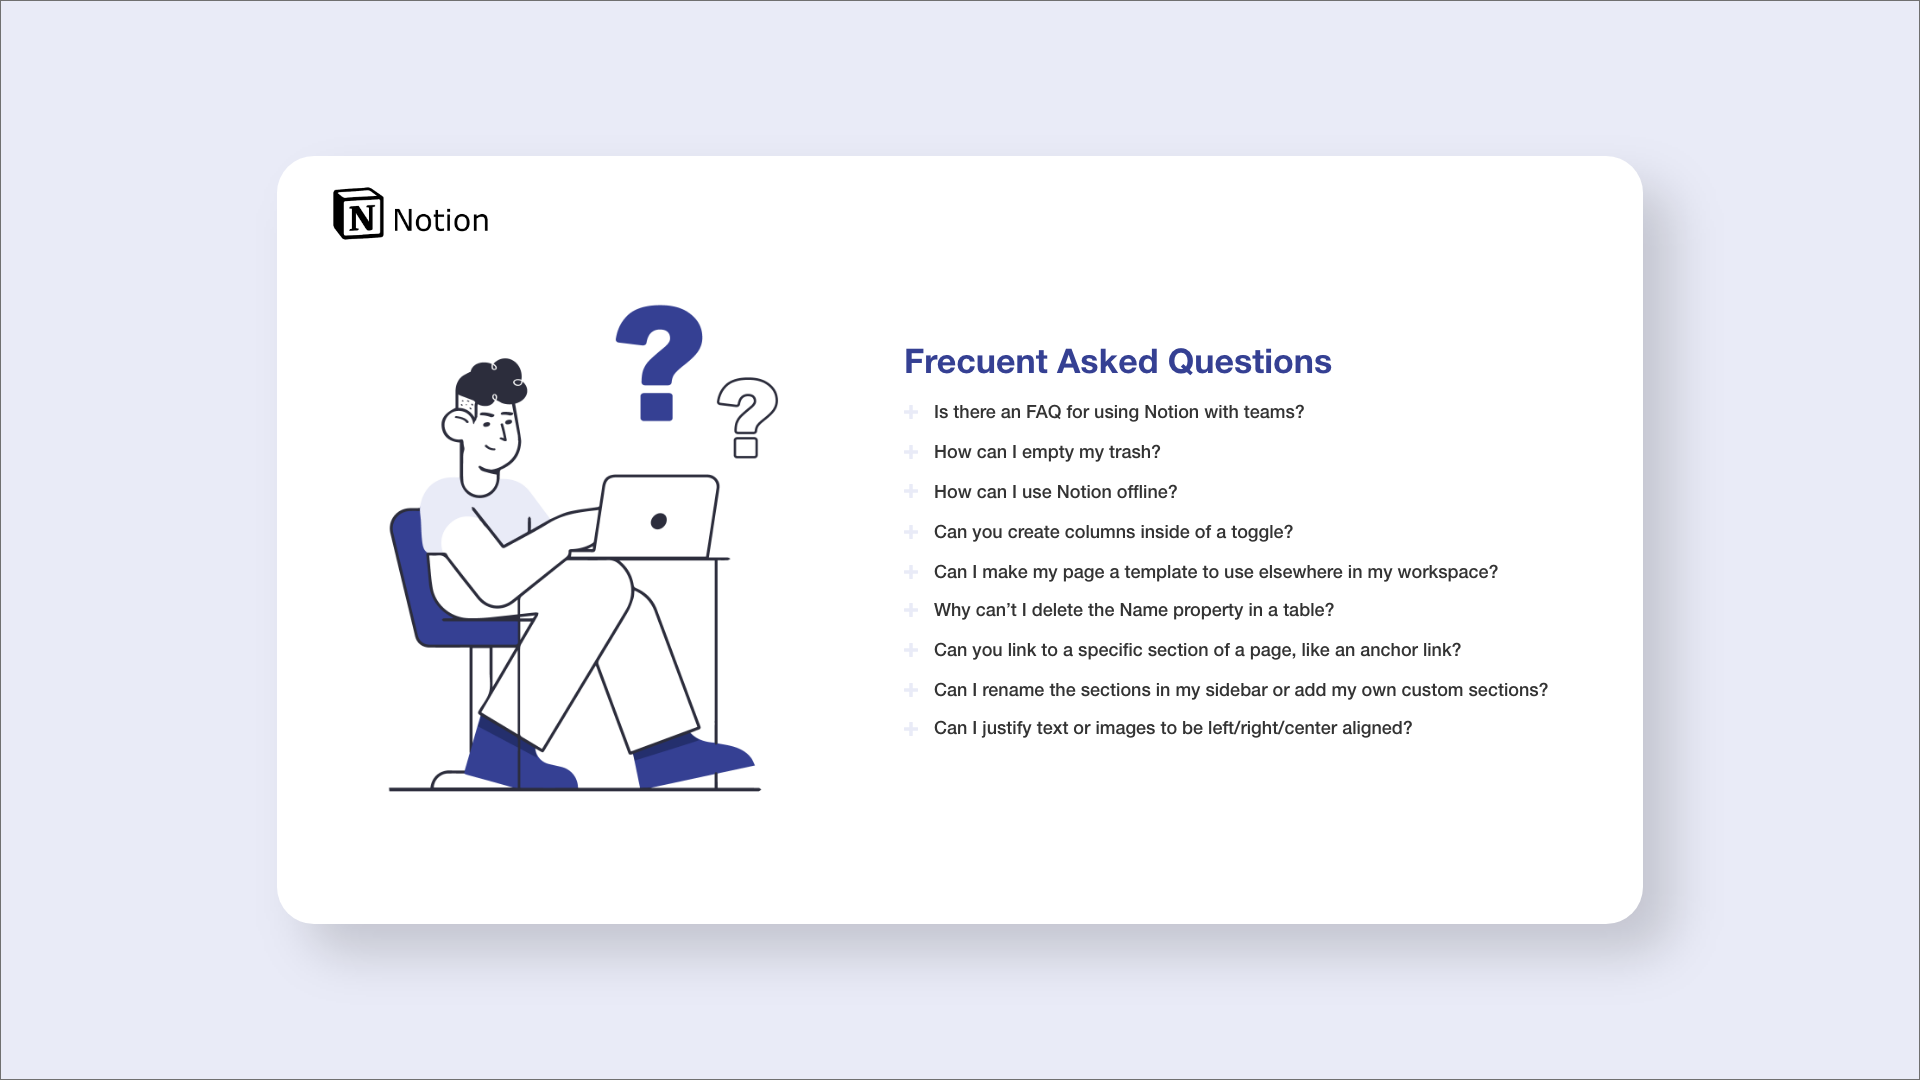 Notion
Frecuent Asked Questions
Is there an FAQ for using Notion with teams?
How can I empty my trash?
How can I use Notion offline?
Can you create columns inside of a toggle?
Can I make my page a template to use elsewhere in my workspace?
Why can’t I delete the Name property in a table?
Can you link to a specific section of a page, like an anchor link?
Can I rename the sections in my sidebar or add my own custom sections?
Can I justify text or images to be left/right/center aligned?